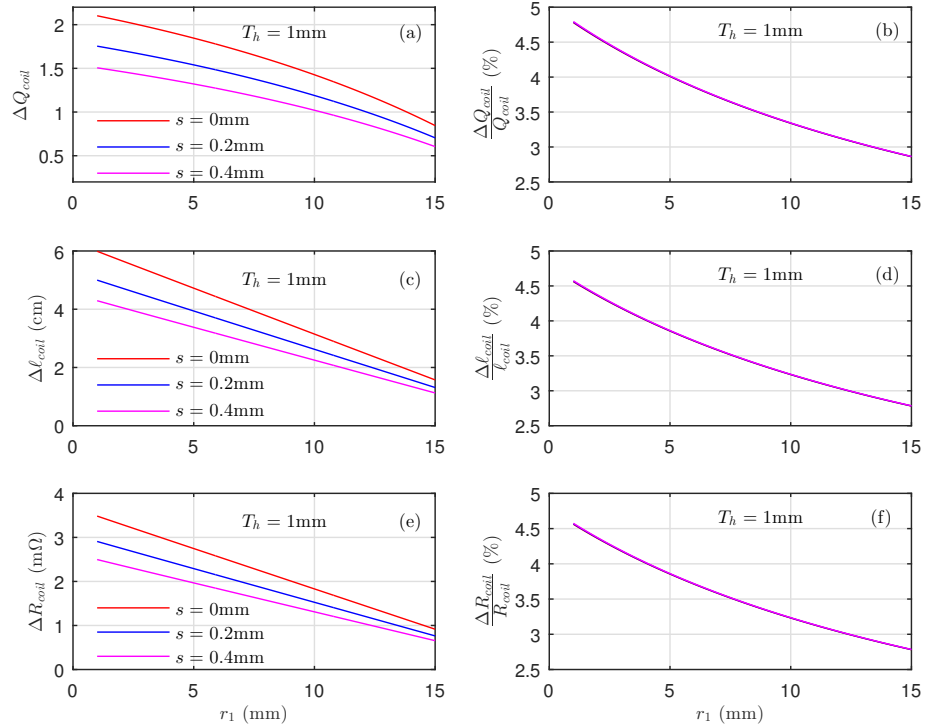 2
1.5
1
0.5
0 5 10 15
ΔQ_coil
T_h = 1mm
(a)
s = 0mm
s = 0.2mm
s = 0.4mm
5
4.5
4
3.5
3
2.5
0 5 10 15
ΔQ_coil / Q_coil (%)
T_h = 1mm
(b)
6
4
2
0
0 5 10 15
Δℓ_coil (cm)
T_h = 1mm
(c)
s = 0mm
s = 0.2mm
s = 0.4mm
5
4.5
4
3.5
3
2.5
0 5 10 15
Δℓ_coil / ℓ_coil (%)
T_h = 1mm
(d)
4
3
2
1
0
0 5 10 15
ΔR_coil (mΩ)
T_h = 1mm
(e)
s = 0mm
s = 0.2mm
s = 0.4mm
r_1 (mm)
5
4.5
4
3.5
3
2.5
0 5 10 15
ΔR_coil / R_coil (%)
T_h = 1mm
(f)
r_1 (mm)